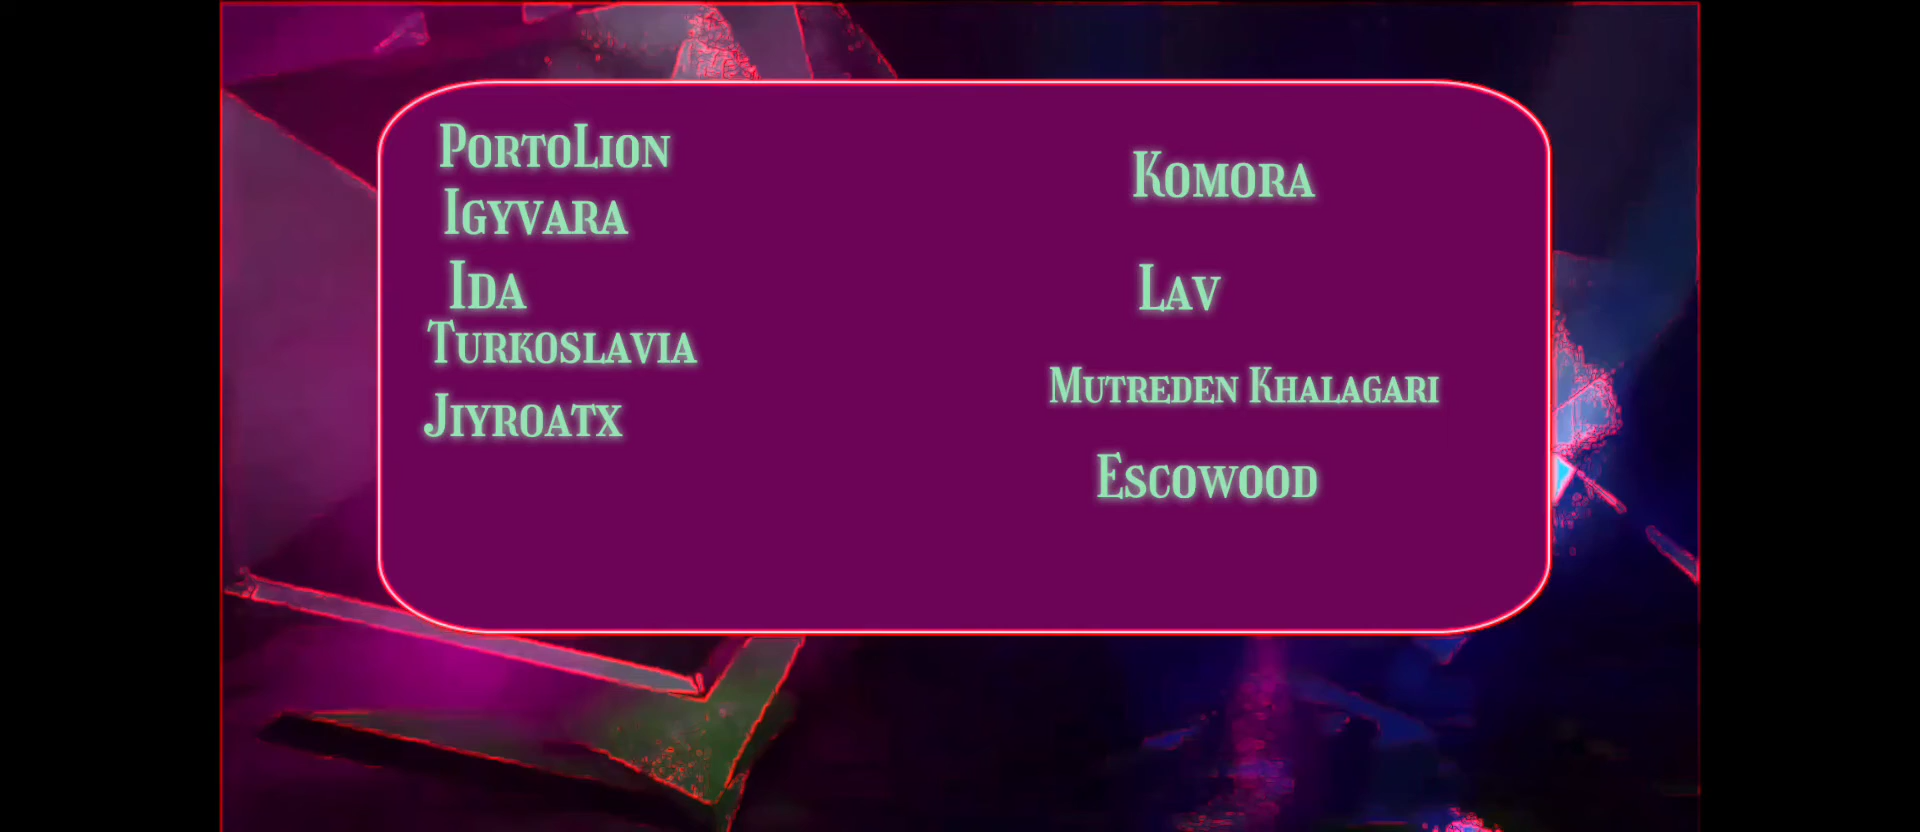 PortoLion
Igyvara
Ida
Turkoslavia
Jiyroatx
Komora
Lav
Mutreden Khalagari
Escowood